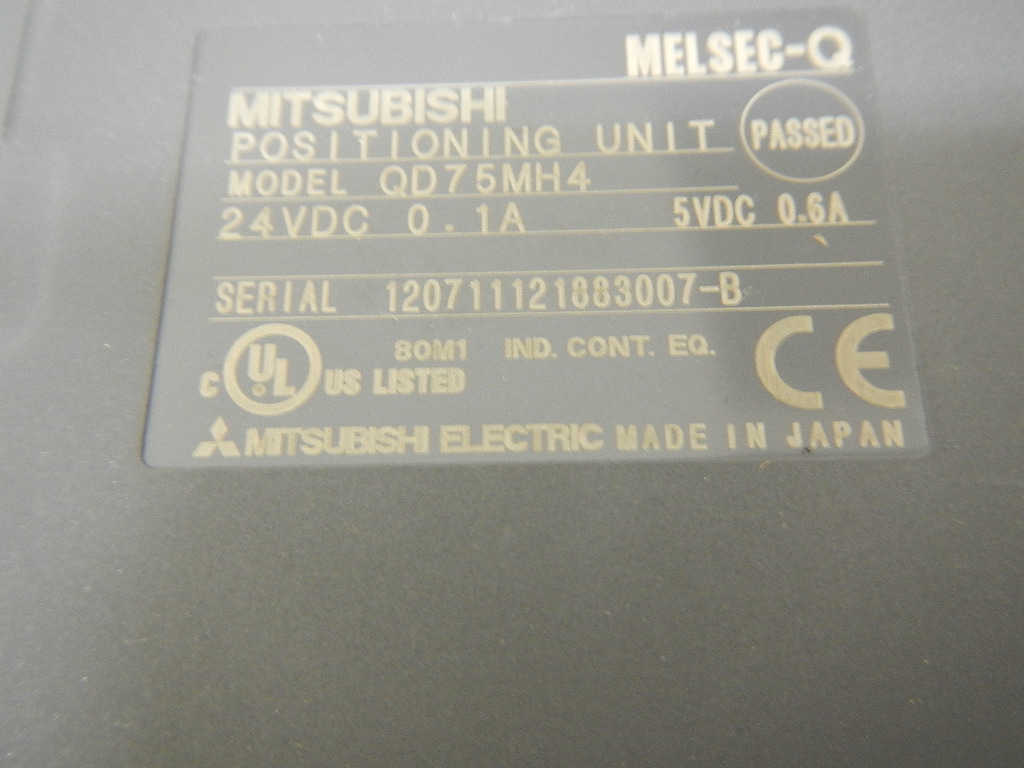 MELSEC-Q
MITSUBISHI
POSITIONING UNIT
PASSED
MODEL QD75MH4
24VDC 0.1A 5VDC 0.6A
SERIAL 120711121883007-B
80M1 IND. CONT. EQ.
C UL US LISTED CE
MITSUBISHI ELECTRIC MADE IN JAPAN